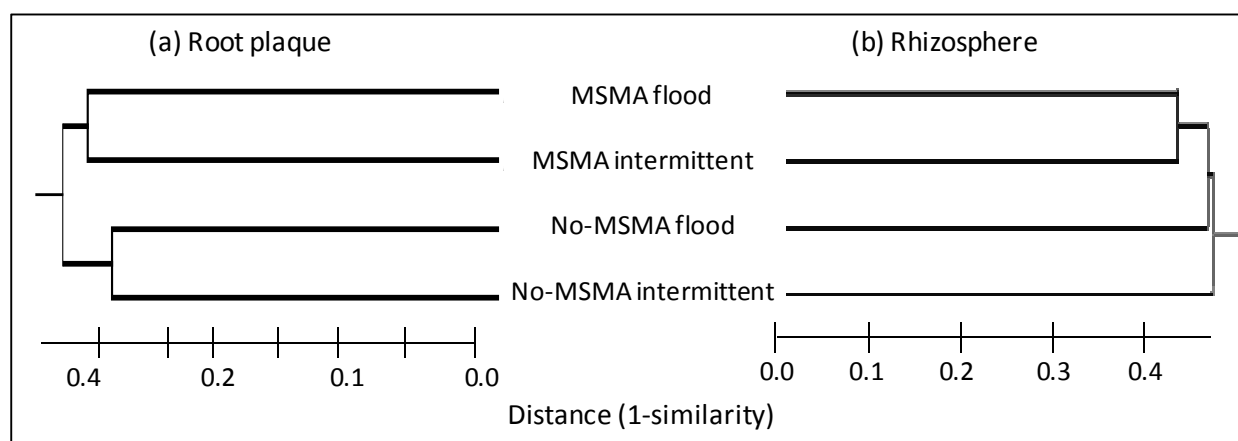 (a) Root plaque
(b) Rhizosphere
MSMA flood
MSMA intermittent
No-MSMA flood
No-MSMA intermittent
0.4 0.2 0.1 0.0
0.0 0.1 0.2 0.3 0.4
Distance (1-similarity)